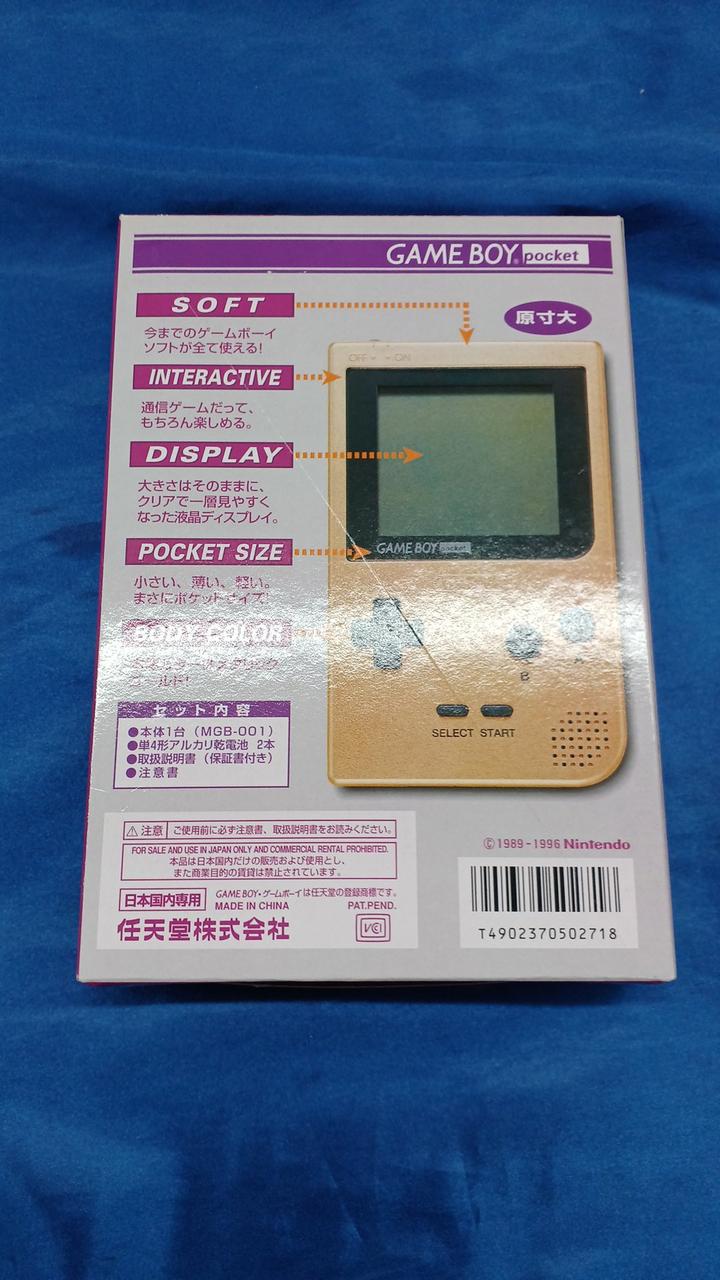 GAME BOY pocket
SOFT
今までのゲームボーイ
ソフトが全て使える!
原寸大
OFF ON
INTERACTIVE
通信ゲームだって、
もちろん楽しめる。
DISPLAY
大きさはそのままに、
クリアで一層見やすく
なった液晶ディスプレイ。
GAME BOY pocket
POCKET SIZE
小さい、薄い、軽い。
まさにポケットサイズ!
BODY COLOR
ゴールド!
B
A
SELECT START
セット内容
●本体1台(MGB-001)
●単4形アルカリ乾電池 2本
●取扱説明書(保証書付き)
●注意書
⚠注意 ご使用前に必ず注意書、取扱説明書をお読みください。
FOR SALE AND USE IN JAPAN ONLY AND COMMERCIAL RENTAL PROHIBITED.
本品は日本国内だけの販売および使用とし、
また商業目的の賃貸は禁止されています。
日本国内専用
GAME BOY・ゲームボーイは任天堂の登録商標です。
MADE IN CHINA PAT.PEND.
任天堂株式会社
VCI
©1989-1996 Nintendo
T4902370502718